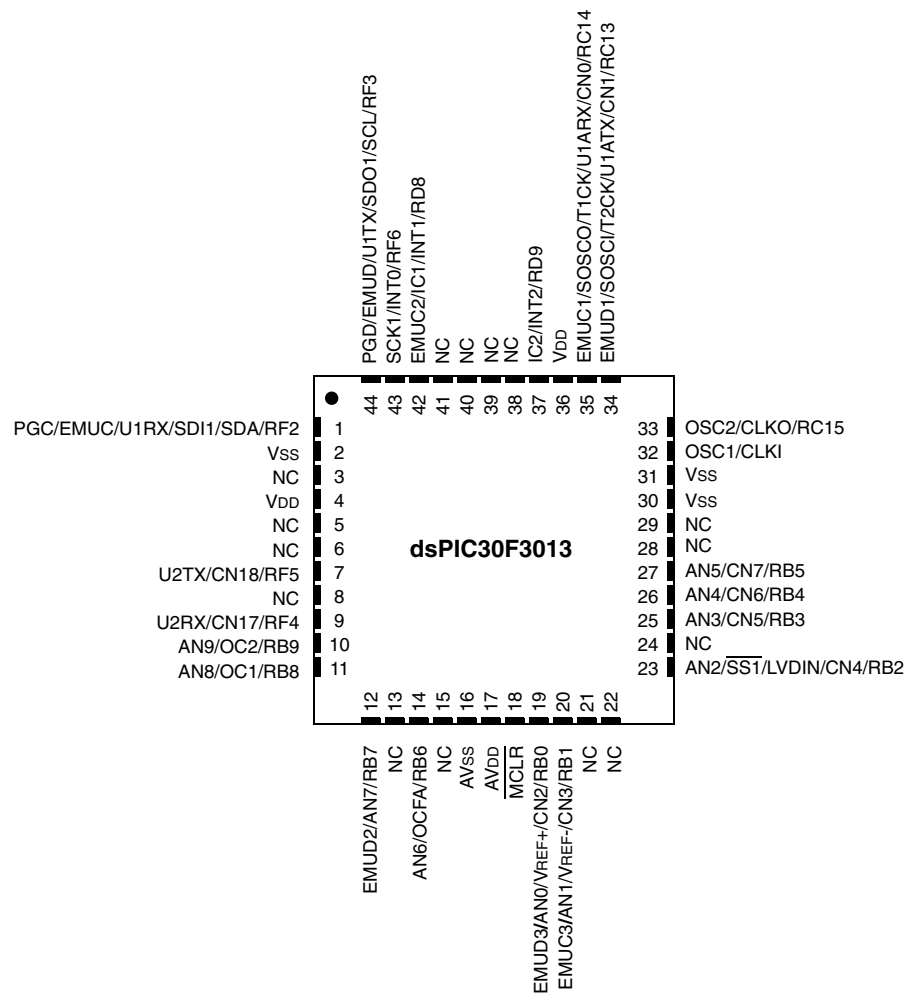 PGD/EMUD/U1TX/SDO1/SCL/RF3
SCK1/INT0/RF6
EMUC2/IC1/INT1/RD8
NC
NC
NC
NC
IC2/INT2/RD9
VDD
EMUC1/SOSCO/T1CK/U1ARX/CN0/RC14
EMUD1/SOSCI/T2CK/U1ATX/CN1/RC13
44 43 42 41 40 39 38 37 36 35 34
PGC/EMUC/U1RX/SDI1/SDA/RF2 1
VSS 2
NC 3
VDD 4
NC 5
NC 6
U2TX/CN18/RF5 7
NC 8
U2RX/CN17/RF4 9
AN9/OC2/RB9 10
AN8/OC1/RB8 11
dsPIC30F3013
33 OSC2/CLKO/RC15
32 OSC1/CLKI
31 VSS
30 VSS
29 NC
28 NC
27 AN5/CN7/RB5
26 AN4/CN6/RB4
25 AN3/CN5/RB3
24 NC
23 AN2/SS1/LVDIN/CN4/RB2
12 13 14 15 16 17 18 19 20 21 22
EMUD2/AN7/RB7
NC
AN6/OCFA/RB6
NC
AVSS
AVDD
MCLR
EMUD3/AN0/VREF+/CN2/RB0
EMUC3/AN1/VREF-/CN3/RB1
NC
NC